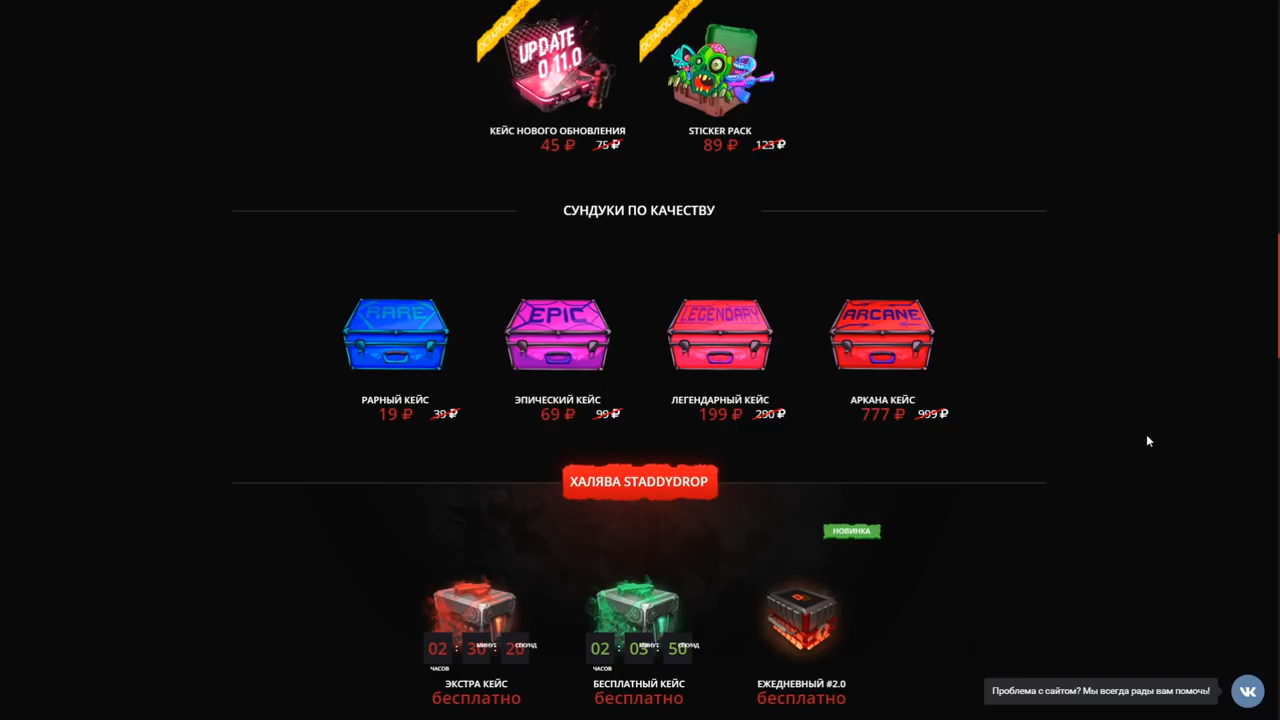 ОСТАЛОСЬ
ОСТАЛОСЬ
UPDATE
0.11.0
КЕЙС НОВОГО ОБНОВЛЕНИЯ
45 ₽ 75 ₽
STICKER PACK
89 ₽ 123 ₽
СУНДУКИ ПО КАЧЕСТВУ
RARE
EPIC
LEGENDARY
ARCANE
РАРНЫЙ КЕЙС
19 ₽ 39 ₽
ЭПИЧЕСКИЙ КЕЙС
69 ₽ 99 ₽
ЛЕГЕНДАРНЫЙ КЕЙС
199 ₽ 290 ₽
АРКАНА КЕЙС
777 ₽ 999 ₽
ХАЛЯВА STADDYDROP
НОВИНКА
02 : 30 : 20
ЧАСОВ МИНУТ СЕКУНД
ЭКСТРА КЕЙС
бесплатно
02 : 03 : 50
ЧАСОВ МИНУТ СЕКУНД
БЕСПЛАТНЫЙ КЕЙС
бесплатно
ЕЖЕДНЕВНЫЙ #2.0
бесплатно
Проблема с сайтом? Мы всегда рады вам помочь!